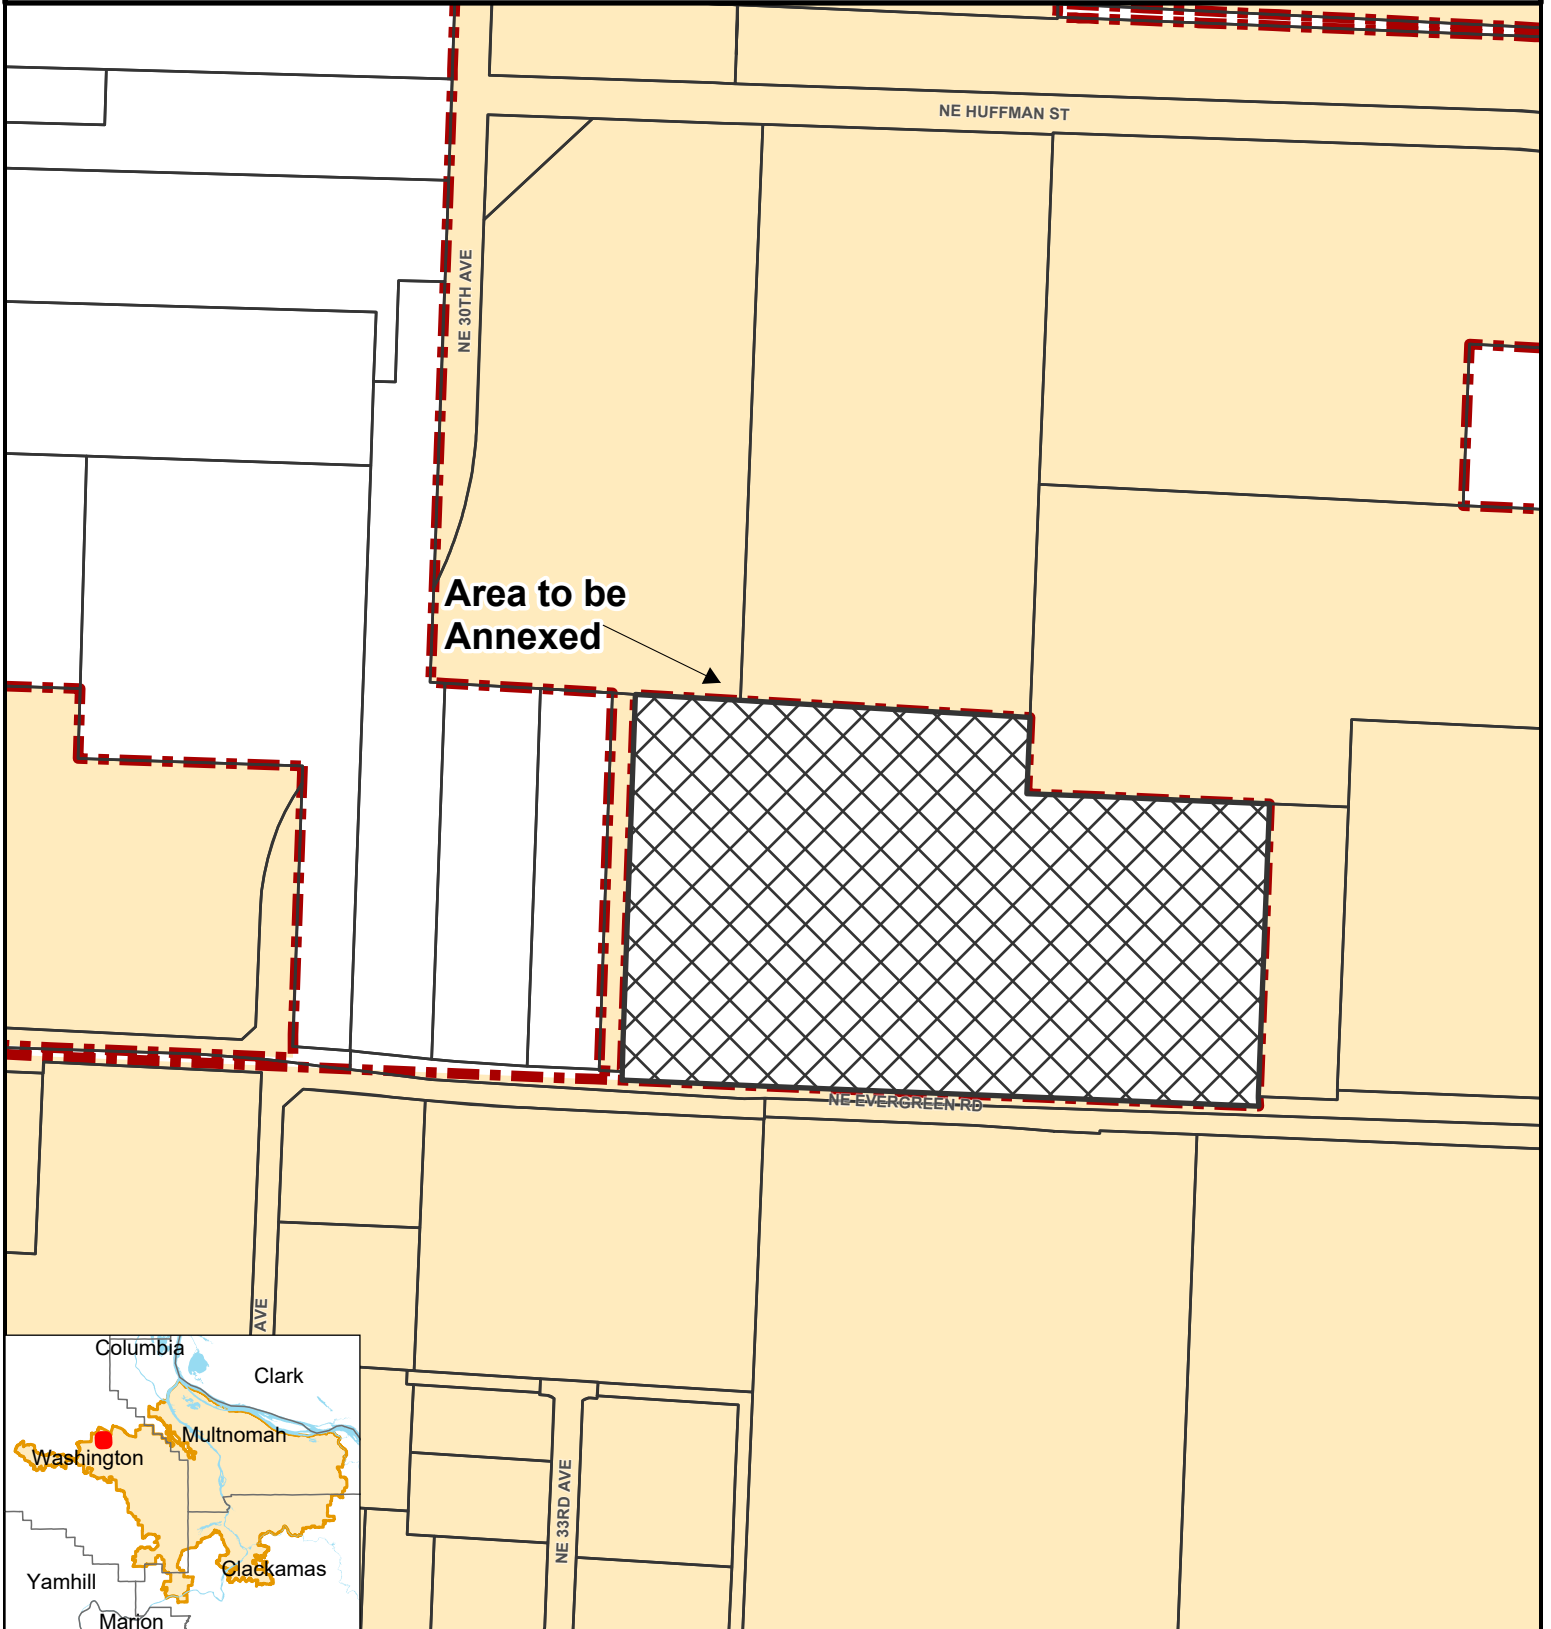 NE HUFFMAN ST
NE 30TH AVE
Area to be
Annexed
NE EVERGREEN RD
AVE
NE 33RD AVE
Columbia
Clark
Multnomah
Washington
Clackamas
Yamhill
Marion